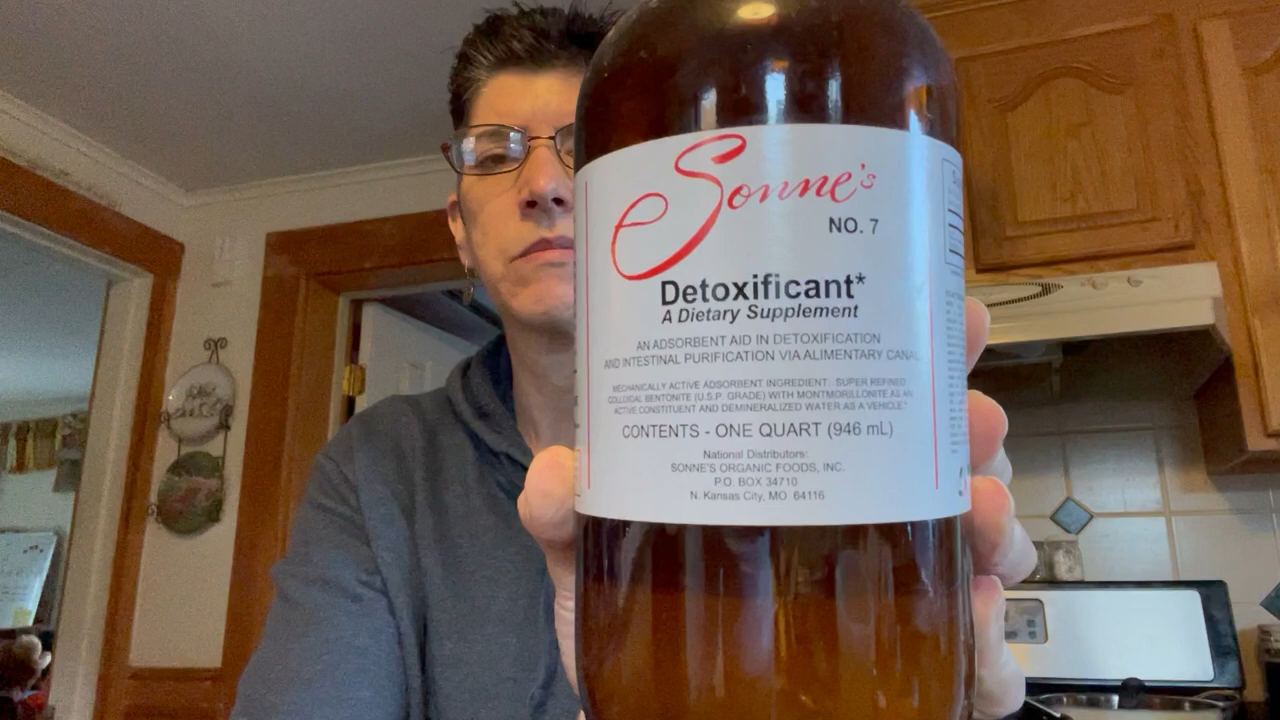 Sonne's
NO. 7
Detoxificant*
A Dietary Supplement
AN ADSORBENT AID IN DETOXIFICATION
AND INTESTINAL PURIFICATION VIA ALIMENTARY CANAL
MECHANICALLY ACTIVE ADSORBENT INGREDIENT: SUPER REFINED
COLLOIDAL BENTONITE (U.S.P. GRADE) WITH MONTMORILLONITE AS AN
ACTIVE CONSTITUENT AND DEMINERALIZED WATER AS A VEHICLE.*
CONTENTS - ONE QUART (946 mL)
National Distributors:
SONNE'S ORGANIC FOODS, INC.
P.O. BOX 34710
N. Kansas City, MO 64116